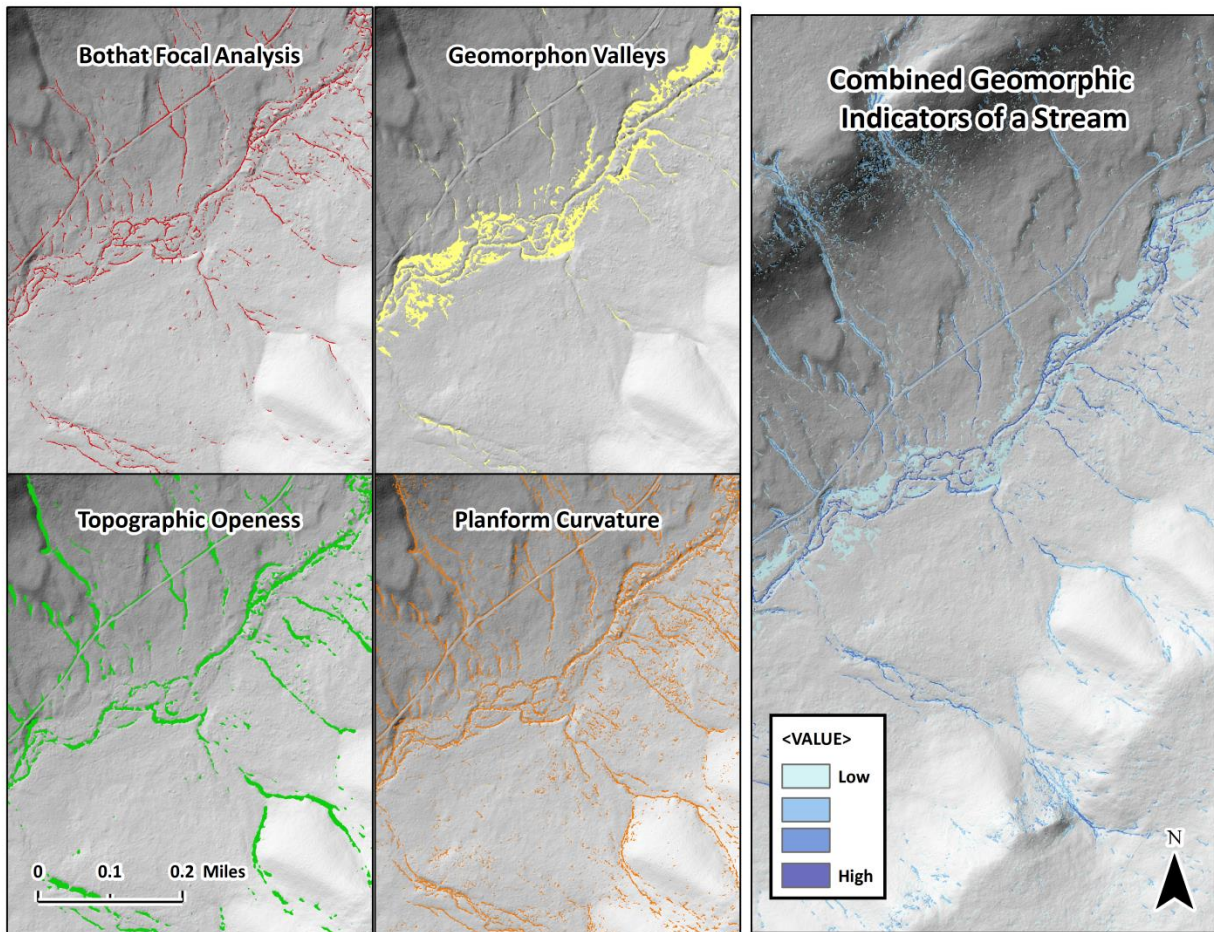 Bothat Focal Analysis
Geomorphon Valleys
Topographic Openess
0 0.1 0.2 Miles
Planform Curvature
Combined Geomorphic
Indicators of a Stream
<VALUE>
Low
High
N